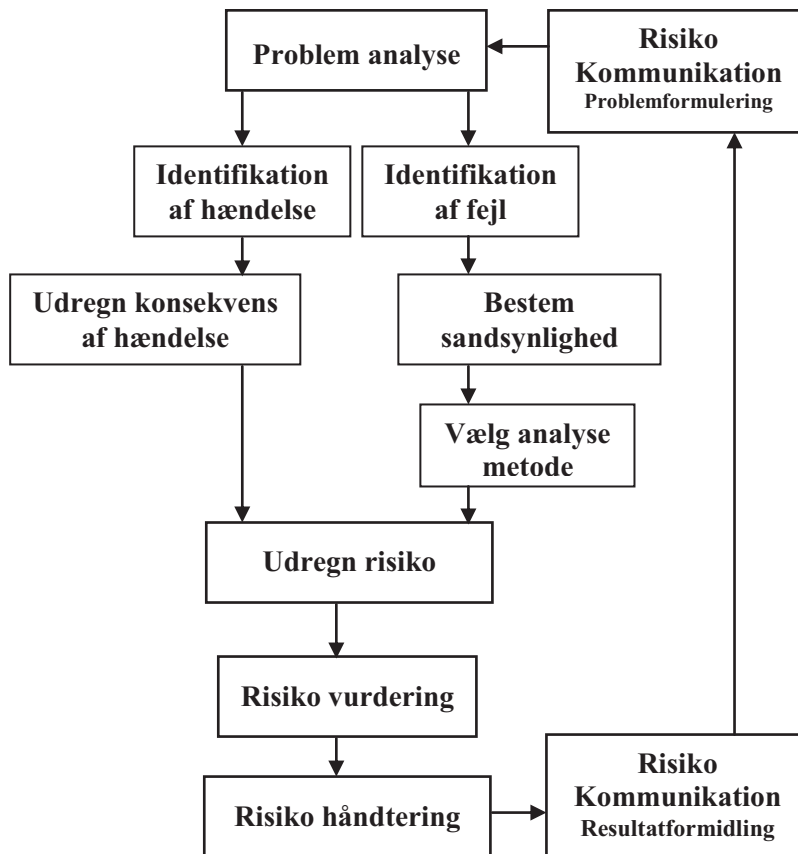 Problem analyse
Risiko
Kommunikation
Problemformulering
Identifikation
af hændelse
Identifikation
af fejl
Udregn konsekvens
af hændelse
Bestem
sandsynlighed
Vælg analyse
metode
Udregn risiko
Risiko vurdering
Risiko håndtering
Risiko
Kommunikation
Resultatformidling